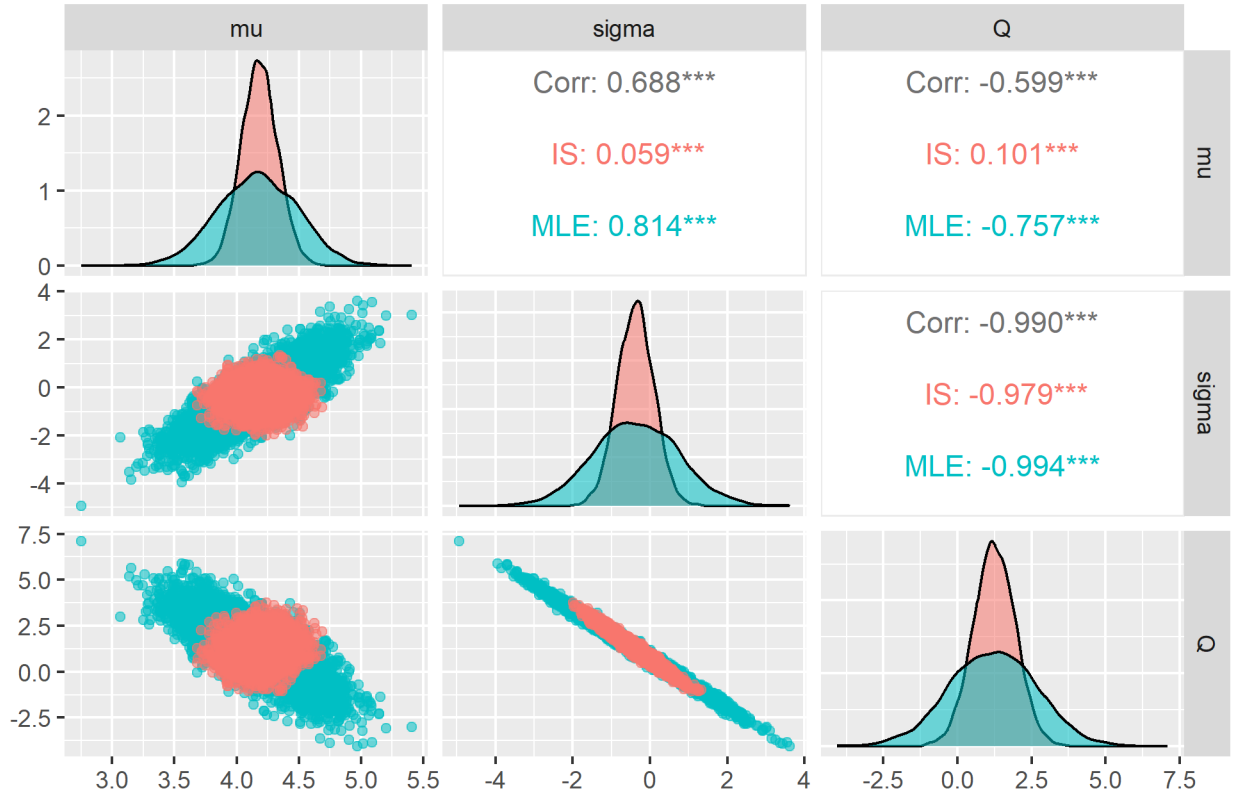 mu
sigma
Q
2
1
0
Corr: 0.688***
IS: 0.059***
MLE: 0.814***
Corr: -0.599***
IS: 0.101***
MLE: -0.757***
mu
4
2
0
-2
-4
Corr: -0.990***
IS: -0.979***
MLE: -0.994***
sigma
7.5
5.0
2.5
0.0
-2.5
Q
3.0 3.5 4.0 4.5 5.0 5.5
-4 -2 0 2 4
-2.5 0.0 2.5 5.0 7.5